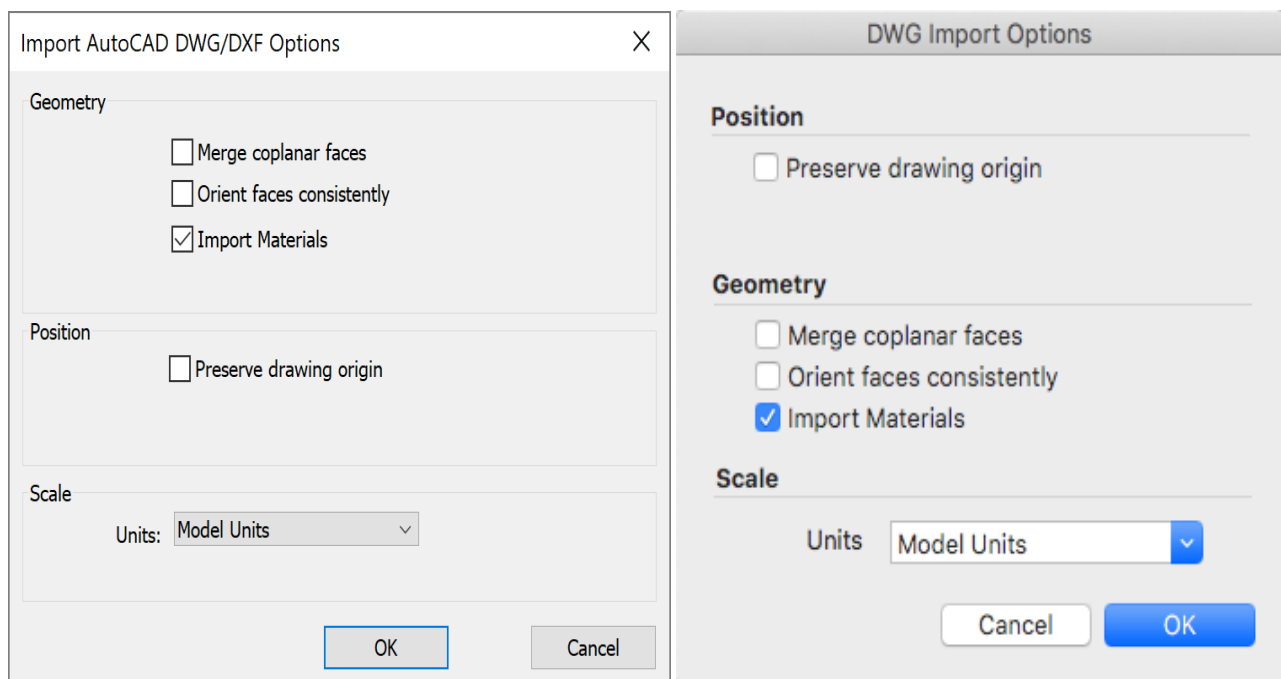 Import AutoCAD DWG/DXF Options
Geometry
Merge coplanar faces
Orient faces consistently
Import Materials
Position
Preserve drawing origin
Scale
Units: Model Units
OK Cancel
DWG Import Options
Position
Preserve drawing origin
Geometry
Merge coplanar faces
Orient faces consistently
Import Materials
Scale
Units Model Units
Cancel OK